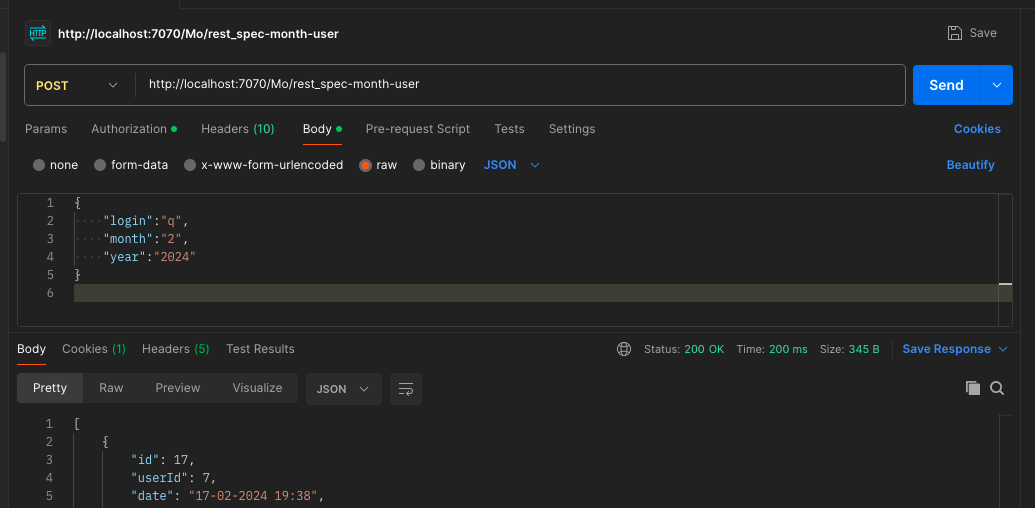 HTTP http://localhost:7070/Mo/rest_spec-month-user Save
POST http://localhost:7070/Mo/rest_spec-month-user Send
Params Authorization Headers (10) Body Pre-request Script Tests Settings Cookies
none form-data x-www-form-urlencoded raw binary JSON Beautify
1 {
2 "login":"q",
3 "month":"2",
4 "year":"2024"
5 }
6
Body Cookies (1) Headers (5) Test Results Status: 200 OK Time: 200 ms Size: 345 B Save Response
Pretty Raw Preview Visualize JSON
1 [
2 {
3 "id": 17,
4 "userId": 7,
5 "date": "17-02-2024 19:38",